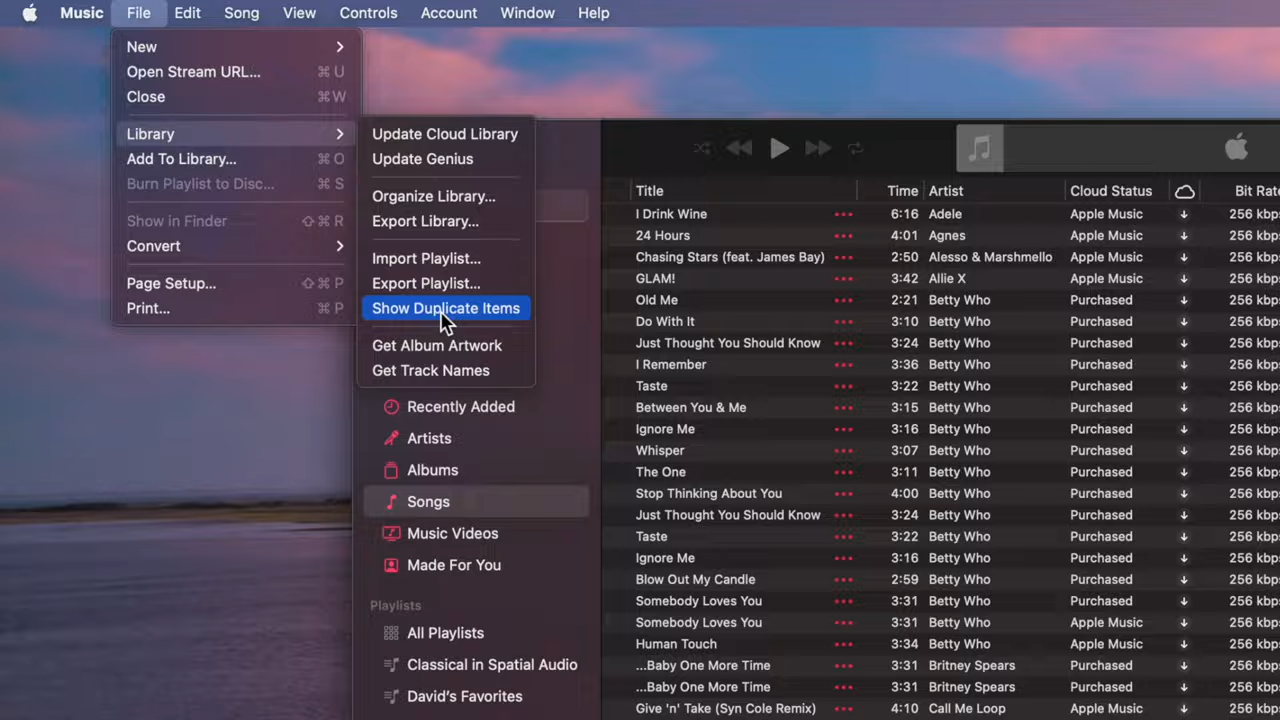 Music File Edit Song View Controls Account Window Help
New
Open Stream URL... ⌘ U
Close ⌘ W
Library
Add To Library... ⌘ O
Burn Playlist to Disc... ⌘ S
Show in Finder ⇧⌘ R
Convert
Page Setup... ⇧⌘ P
Print... ⌘ P
Update Cloud Library
Update Genius
Organize Library...
Export Library...
Import Playlist...
Export Playlist...
Show Duplicate Items
Get Album Artwork
Get Track Names
Recently Added
Artists
Albums
Songs
Music Videos
Made For You
Playlists
All Playlists
Classical in Spatial Audio
David's Favorites
Title Time Artist Cloud Status Bit Rate
I Drink Wine ••• 6:16 Adele Apple Music 256 kbps
24 Hours ••• 4:01 Agnes Apple Music 256 kbps
Chasing Stars (feat. James Bay) ••• 2:50 Alesso & Marshmello Apple Music 256 kbps
GLAM! ••• 3:42 Allie X Apple Music 256 kbps
Old Me ••• 2:21 Betty Who Purchased 256 kbps
Do With It ••• 3:10 Betty Who Purchased 256 kbps
Just Thought You Should Know ••• 3:24 Betty Who Apple Music 256 kbps
I Remember ••• 3:36 Betty Who Apple Music 256 kbps
Taste ••• 3:22 Betty Who Apple Music 256 kbps
Between You & Me ••• 3:15 Betty Who Purchased 256 kbps
Ignore Me ••• 3:16 Betty Who Purchased 256 kbps
Whisper ••• 3:07 Betty Who Purchased 256 kbps
The One ••• 3:11 Betty Who Purchased 256 kbps
Stop Thinking About You ••• 4:00 Betty Who Purchased 256 kbps
Just Thought You Should Know ••• 3:24 Betty Who Purchased 256 kbps
Taste ••• 3:22 Betty Who Purchased 256 kbps
Ignore Me ••• 3:16 Betty Who Purchased 256 kbps
Blow Out My Candle ••• 2:59 Betty Who Purchased 256 kbps
Somebody Loves You ••• 3:31 Betty Who Purchased 256 kbps
Somebody Loves You ••• 3:31 Betty Who Apple Music 256 kbps
Human Touch ••• 3:34 Betty Who Apple Music 256 kbps
...Baby One More Time ••• 3:31 Britney Spears Purchased 256 kbps
...Baby One More Time ••• 3:31 Britney Spears Purchased 256 kbps
Give 'n' Take (Syn Cole Remix) ••• 4:10 Call Me Loop Apple Music 256 kbps